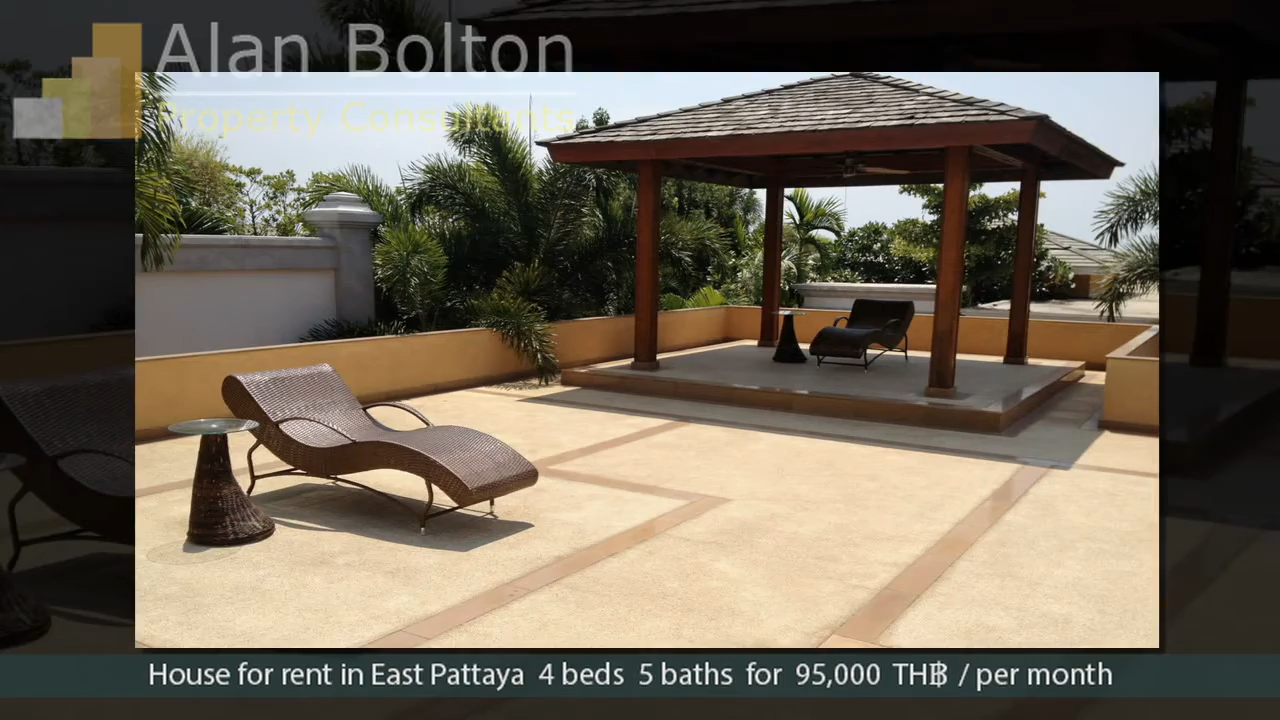 Alan Bolton
Property Consultants
House for rent in East Pattaya 4 beds 5 baths for 95,000 TH฿ / per month